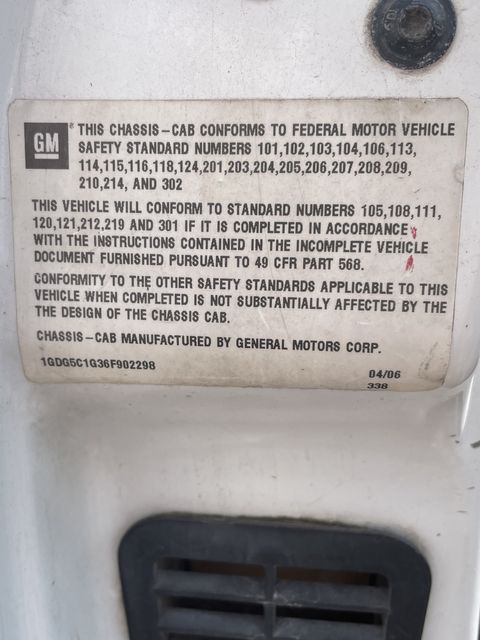 GM ® THIS CHASSIS-CAB CONFORMS TO FEDERAL MOTOR VEHICLE
SAFETY STANDARD NUMBERS 101,102,103,104,106,113,
114,115,116,118,124,201,203,204,205,206,207,208,209,
210,214, AND 302
THIS VEHICLE WILL CONFORM TO STANDARD NUMBERS 105,108,111,
120,121,212,219 AND 301 IF IT IS COMPLETED IN ACCORDANCE
WITH THE INSTRUCTIONS CONTAINED IN THE INCOMPLETE VEHICLE
DOCUMENT FURNISHED PURSUANT TO 49 CFR PART 568.
CONFORMITY TO THE OTHER SAFETY STANDARDS APPLICABLE TO THIS
VEHICLE WHEN COMPLETED IS NOT SUBSTANTIALLY AFFECTED BY THE
THE DESIGN OF THE CHASSIS CAB.
CHASSIS-CAB MANUFACTURED BY GENERAL MOTORS CORP.
1GDG5C1G36F902298
04/06
338